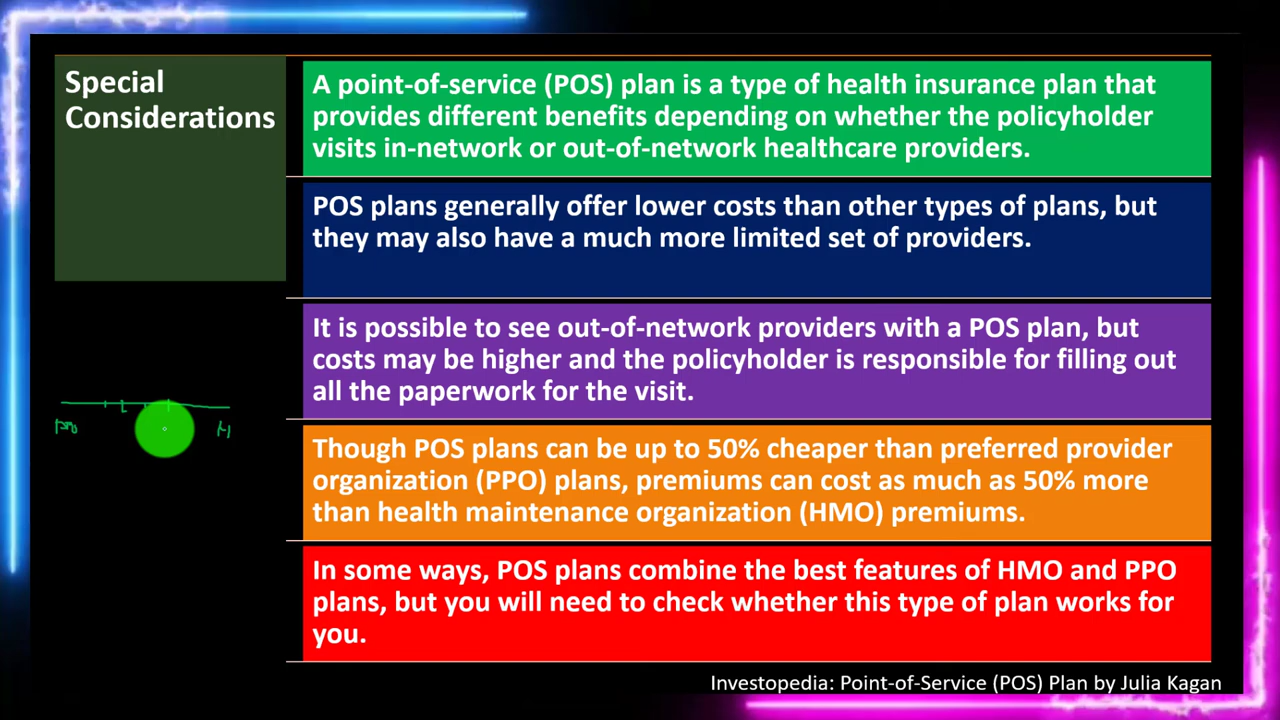 Special
Considerations
A point-of-service (POS) plan is a type of health insurance plan that
provides different benefits depending on whether the policyholder
visits in-network or out-of-network healthcare providers.
POS plans generally offer lower costs than other types of plans, but
they may also have a much more limited set of providers.
It is possible to see out-of-network providers with a POS plan, but
costs may be higher and the policyholder is responsible for filling out
all the paperwork for the visit.
Though POS plans can be up to 50% cheaper than preferred provider
organization (PPO) plans, premiums can cost as much as 50% more
than health maintenance organization (HMO) premiums.
In some ways, POS plans combine the best features of HMO and PPO
plans, but you will need to check whether this type of plan works for
you.
Investopedia: Point-of-Service (POS) Plan by Julia Kagan